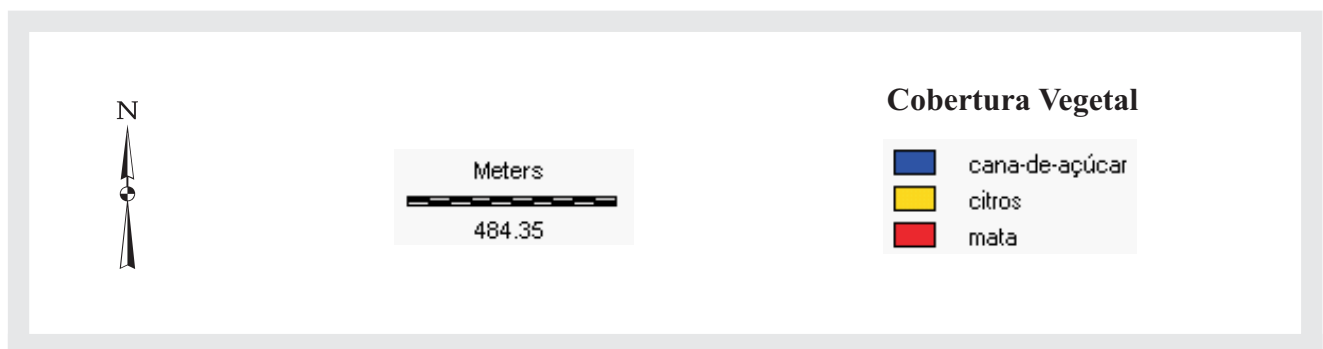 N
Meters
484.35
Cobertura Vegetal
cana-de-açúcar
citros
mata